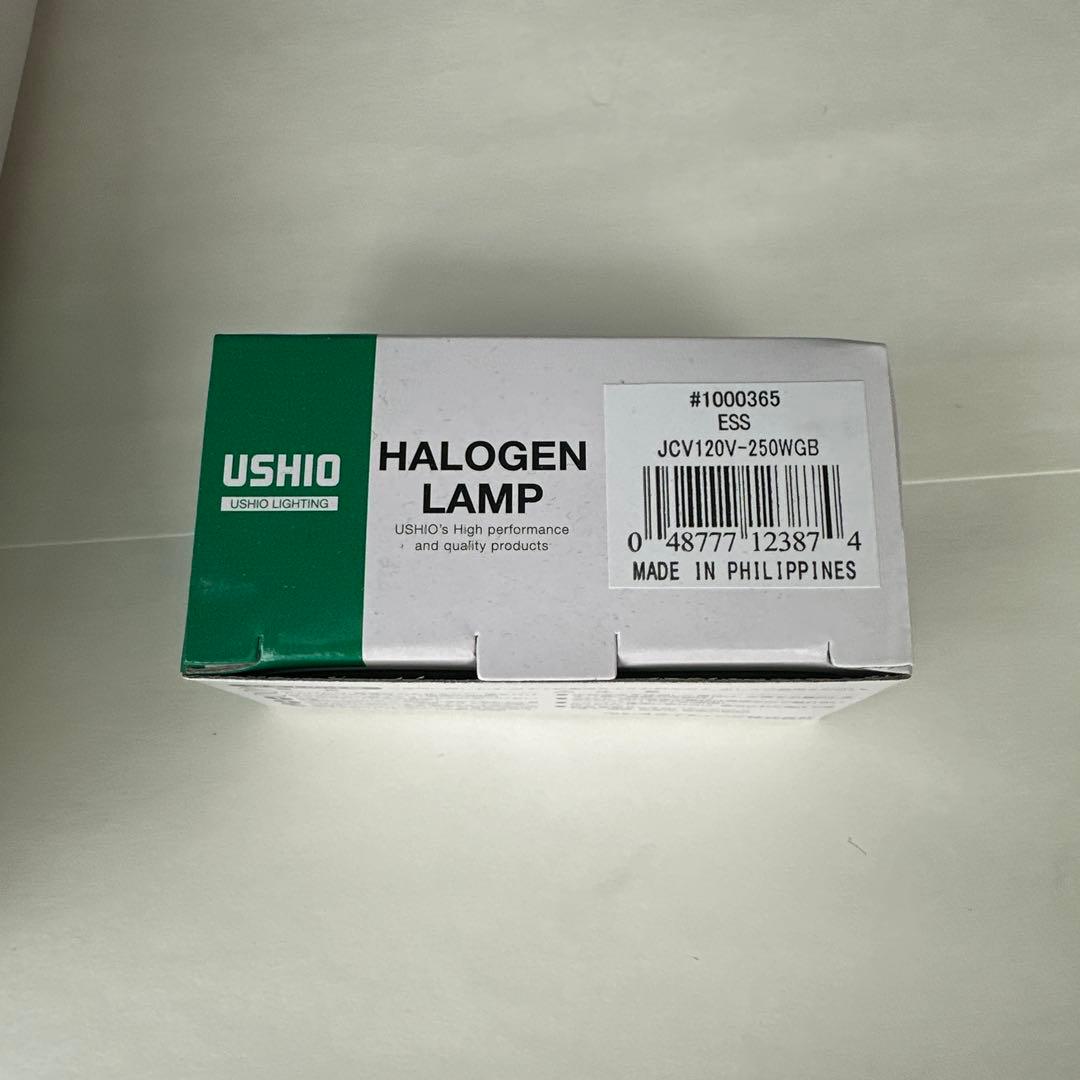 USHIO
USHIO LIGHTING
HALOGEN
LAMP
USHIO's High performance
and quality products
#1000365
ESS
JCV120V-250WGB
0 48777 12387 4
MADE IN PHILIPPINES